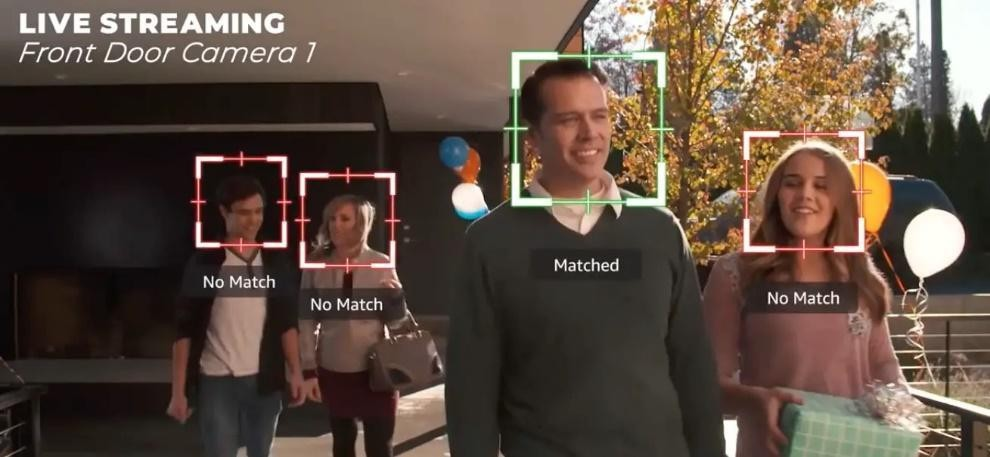 LIVE STREAMING
Front Door Camera 1
Matched
No Match
No Match
No Match